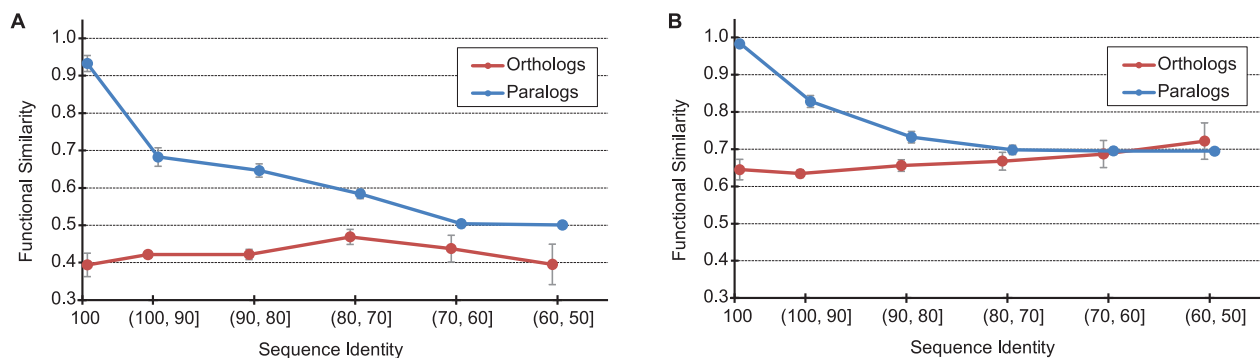 A
1.0
0.9
0.8
0.7
0.6
0.5
0.4
0.3
Functional Similarity
Orthologs
Paralogs
100 (100, 90] (90, 80] (80, 70] (70, 60] (60, 50]
Sequence Identity
B
1.0
0.9
0.8
0.7
0.6
0.5
0.4
0.3
Functional Similarity
Orthologs
Paralogs
100 (100, 90] (90, 80] (80, 70] (70, 60] (60, 50]
Sequence Identity